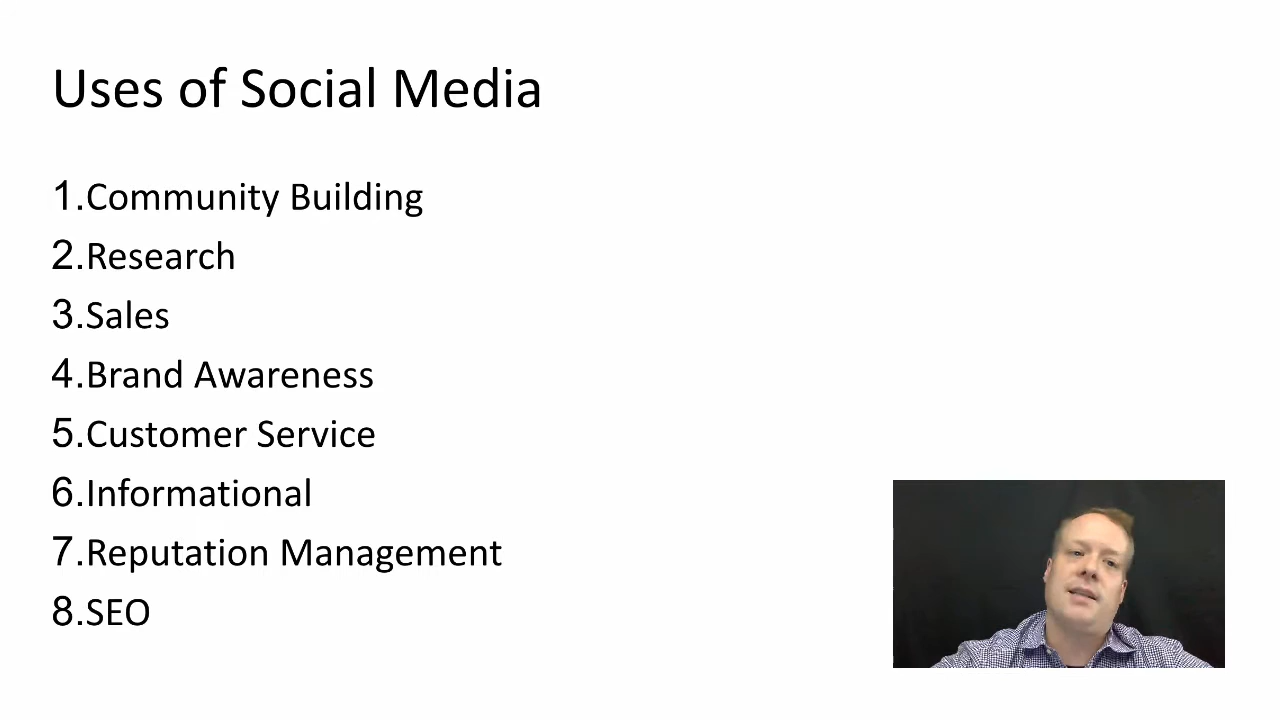 Uses of Social Media
1.Community Building
2.Research
3.Sales
4.Brand Awareness
5.Customer Service
6.Informational
7.Reputation Management
8.SEO